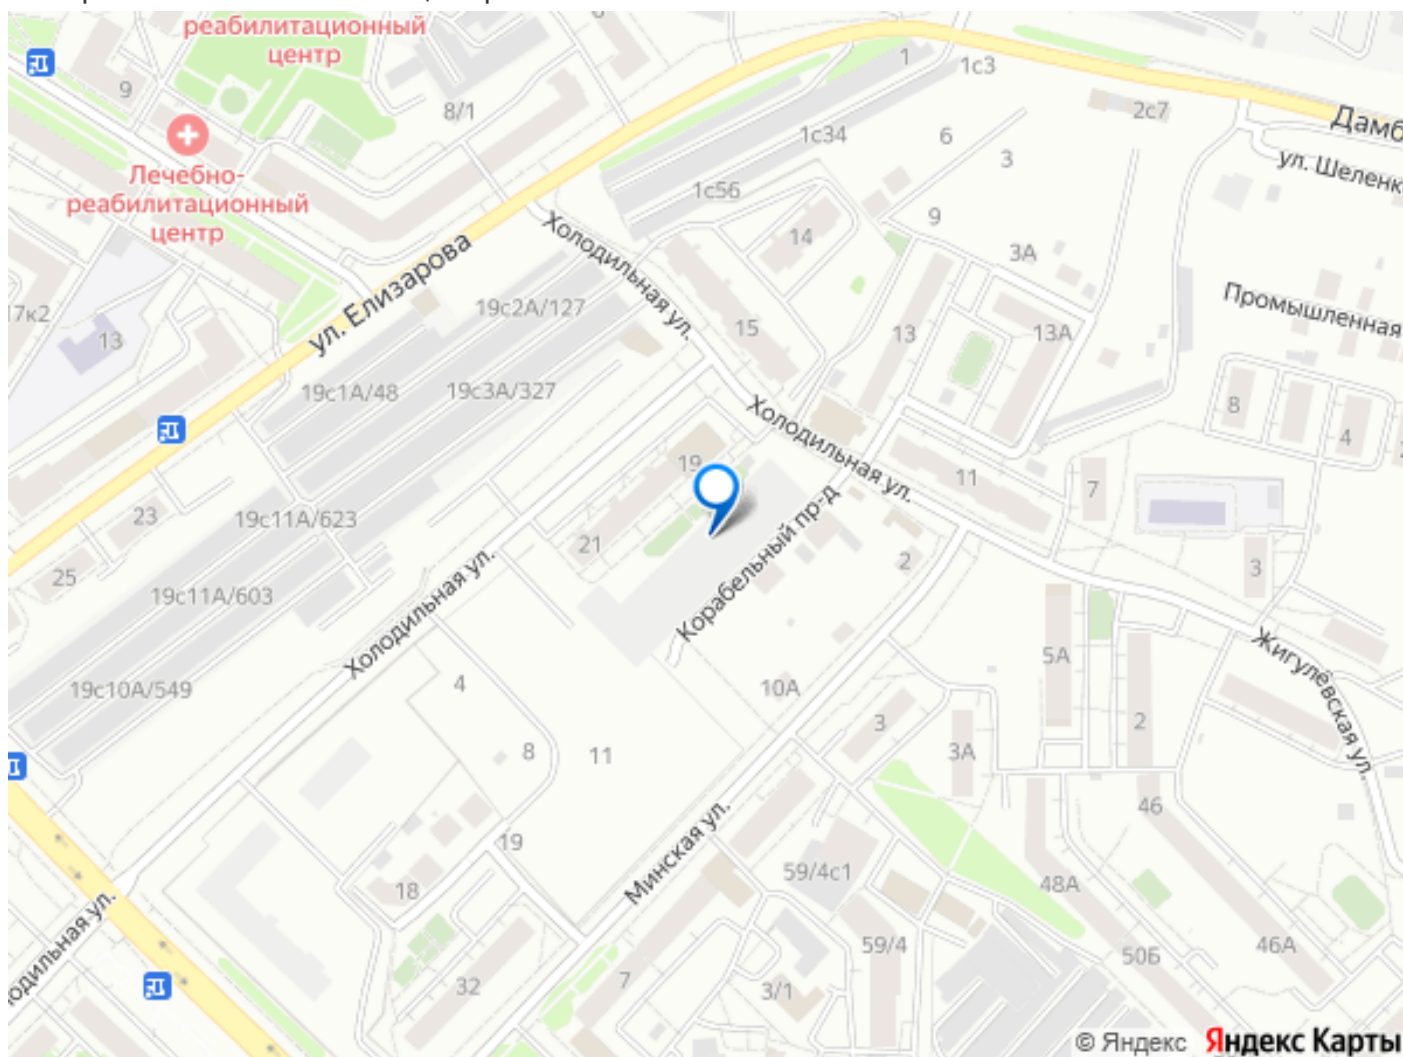 реабилитационный
центр
9
8/1
1
1с3
2с7
Дамб
1с34
6
3
ул. Шеленк
Лечебно-
реабилитационный
центр
1с56
9
14
3А
Холодильная ул.
ул. Елизарова
17к2
13
19с2А/127
15
13
13А
Промышленная
19с1А/48
19с3А/327
8
4
Холодильная ул.
19
11
7
23
19с11А/623
21
Корабельный пр-д
2
3
25
19с11А/603
Холодильная ул.
5А
Жигулёвская ул.
19с10А/549
4
10А
3
3А
2
8
11
46
Минская ул.
19
18
59/4с1
48А
одильная ул.
32
7
59/4
3/1
50Б
46А
© Яндекс Яндекс Карты